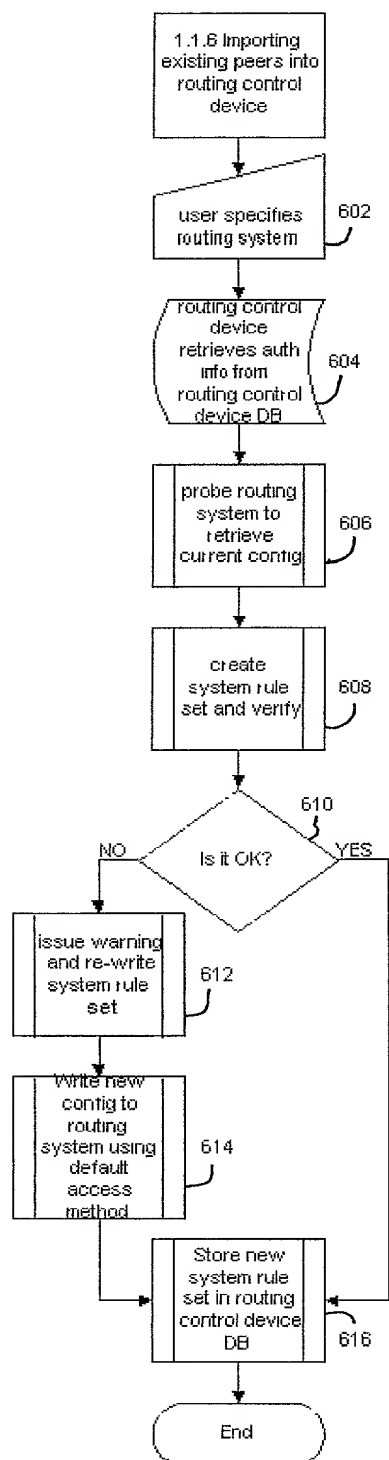 1.1.6 Importing
existing peers into
routing control
device
user specifies
routing system
602
routing control
device
retrieves auth
info from
routing control
device DB
604
probe routing
system to
retrieve
current config
606
create
system rule
set and verify
608
610
Is it OK?
NO
YES
issue warning
and re-write
system rule
set
612
Write new
config to
routing
system using
default
access
method
614
Store new
system rule
set in routing
control device
DB
616
End